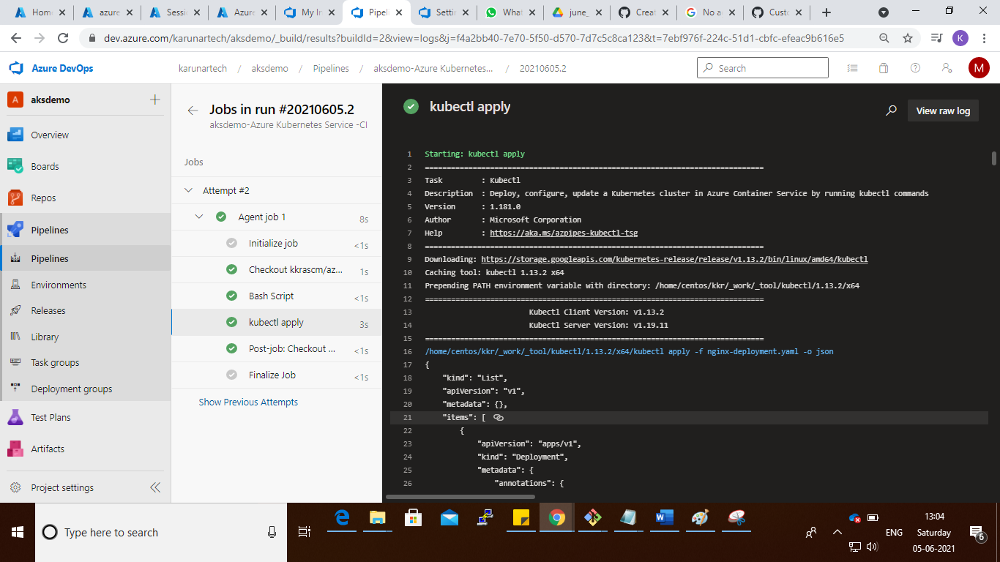 Home
azure
Sessi
Azure
My In
Pipel
Settin
What
june_
Creat
No a
Custo
dev.azure.com/karunartech/aksdemo/_build/results?buildId=2&view=logs&j=f4a2bb40-7e70-5f50-d570-7d7c5c8ca123&t=7ebf976f-224c-51d1-cbfc-efeac9b616e5
K
Azure DevOps
karunartech / aksdemo / Pipelines / aksdemo-Azure Kubernetes... / 20210605.2
Search
M
A aksdemo
Overview
Boards
Repos
Pipelines
Pipelines
Environments
Releases
Library
Task groups
Deployment groups
Test Plans
Artifacts
Project settings
Jobs in run #20210605.2
aksdemo-Azure Kubernetes Service -CI
Jobs
Attempt #2
Agent job 1 8s
Initialize job <1s
Checkout kkrascm/az... 1s
Bash Script <1s
kubectl apply 3s
Post-job: Checkout ... <1s
Finalize Job <1s
Show Previous Attempts
kubectl apply
View raw log
1 Starting: kubectl apply
2 ==============================================================================
3 Task : Kubectl
4 Description : Deploy, configure, update a Kubernetes cluster in Azure Container Service by running kubectl commands
5 Version : 1.181.0
6 Author : Microsoft Corporation
7 Help : https://aka.ms/azpipes-kubectl-tsg
8 ==============================================================================
9 Downloading: https://storage.googleapis.com/kubernetes-release/release/v1.13.2/bin/linux/amd64/kubectl
10 Caching tool: kubectl 1.13.2 x64
11 Prepending PATH environment variable with directory: /home/centos/kkr/_work/_tool/kubectl/1.13.2/x64
12 ==============================================================================
13 Kubectl Client Version: v1.13.2
14 Kubectl Server Version: v1.19.11
15 ==============================================================================
16 /home/centos/kkr/_work/_tool/kubectl/1.13.2/x64/kubectl apply -f nginx-deployment.yaml -o json
17 {
18 "kind": "List",
19 "apiVersion": "v1",
20 "metadata": {},
21 "items": [
22 {
23 "apiVersion": "apps/v1",
24 "kind": "Deployment",
25 "metadata": {
26 "annotations": {
Type here to search
ENG
13:04
Saturday
05-06-2021
6